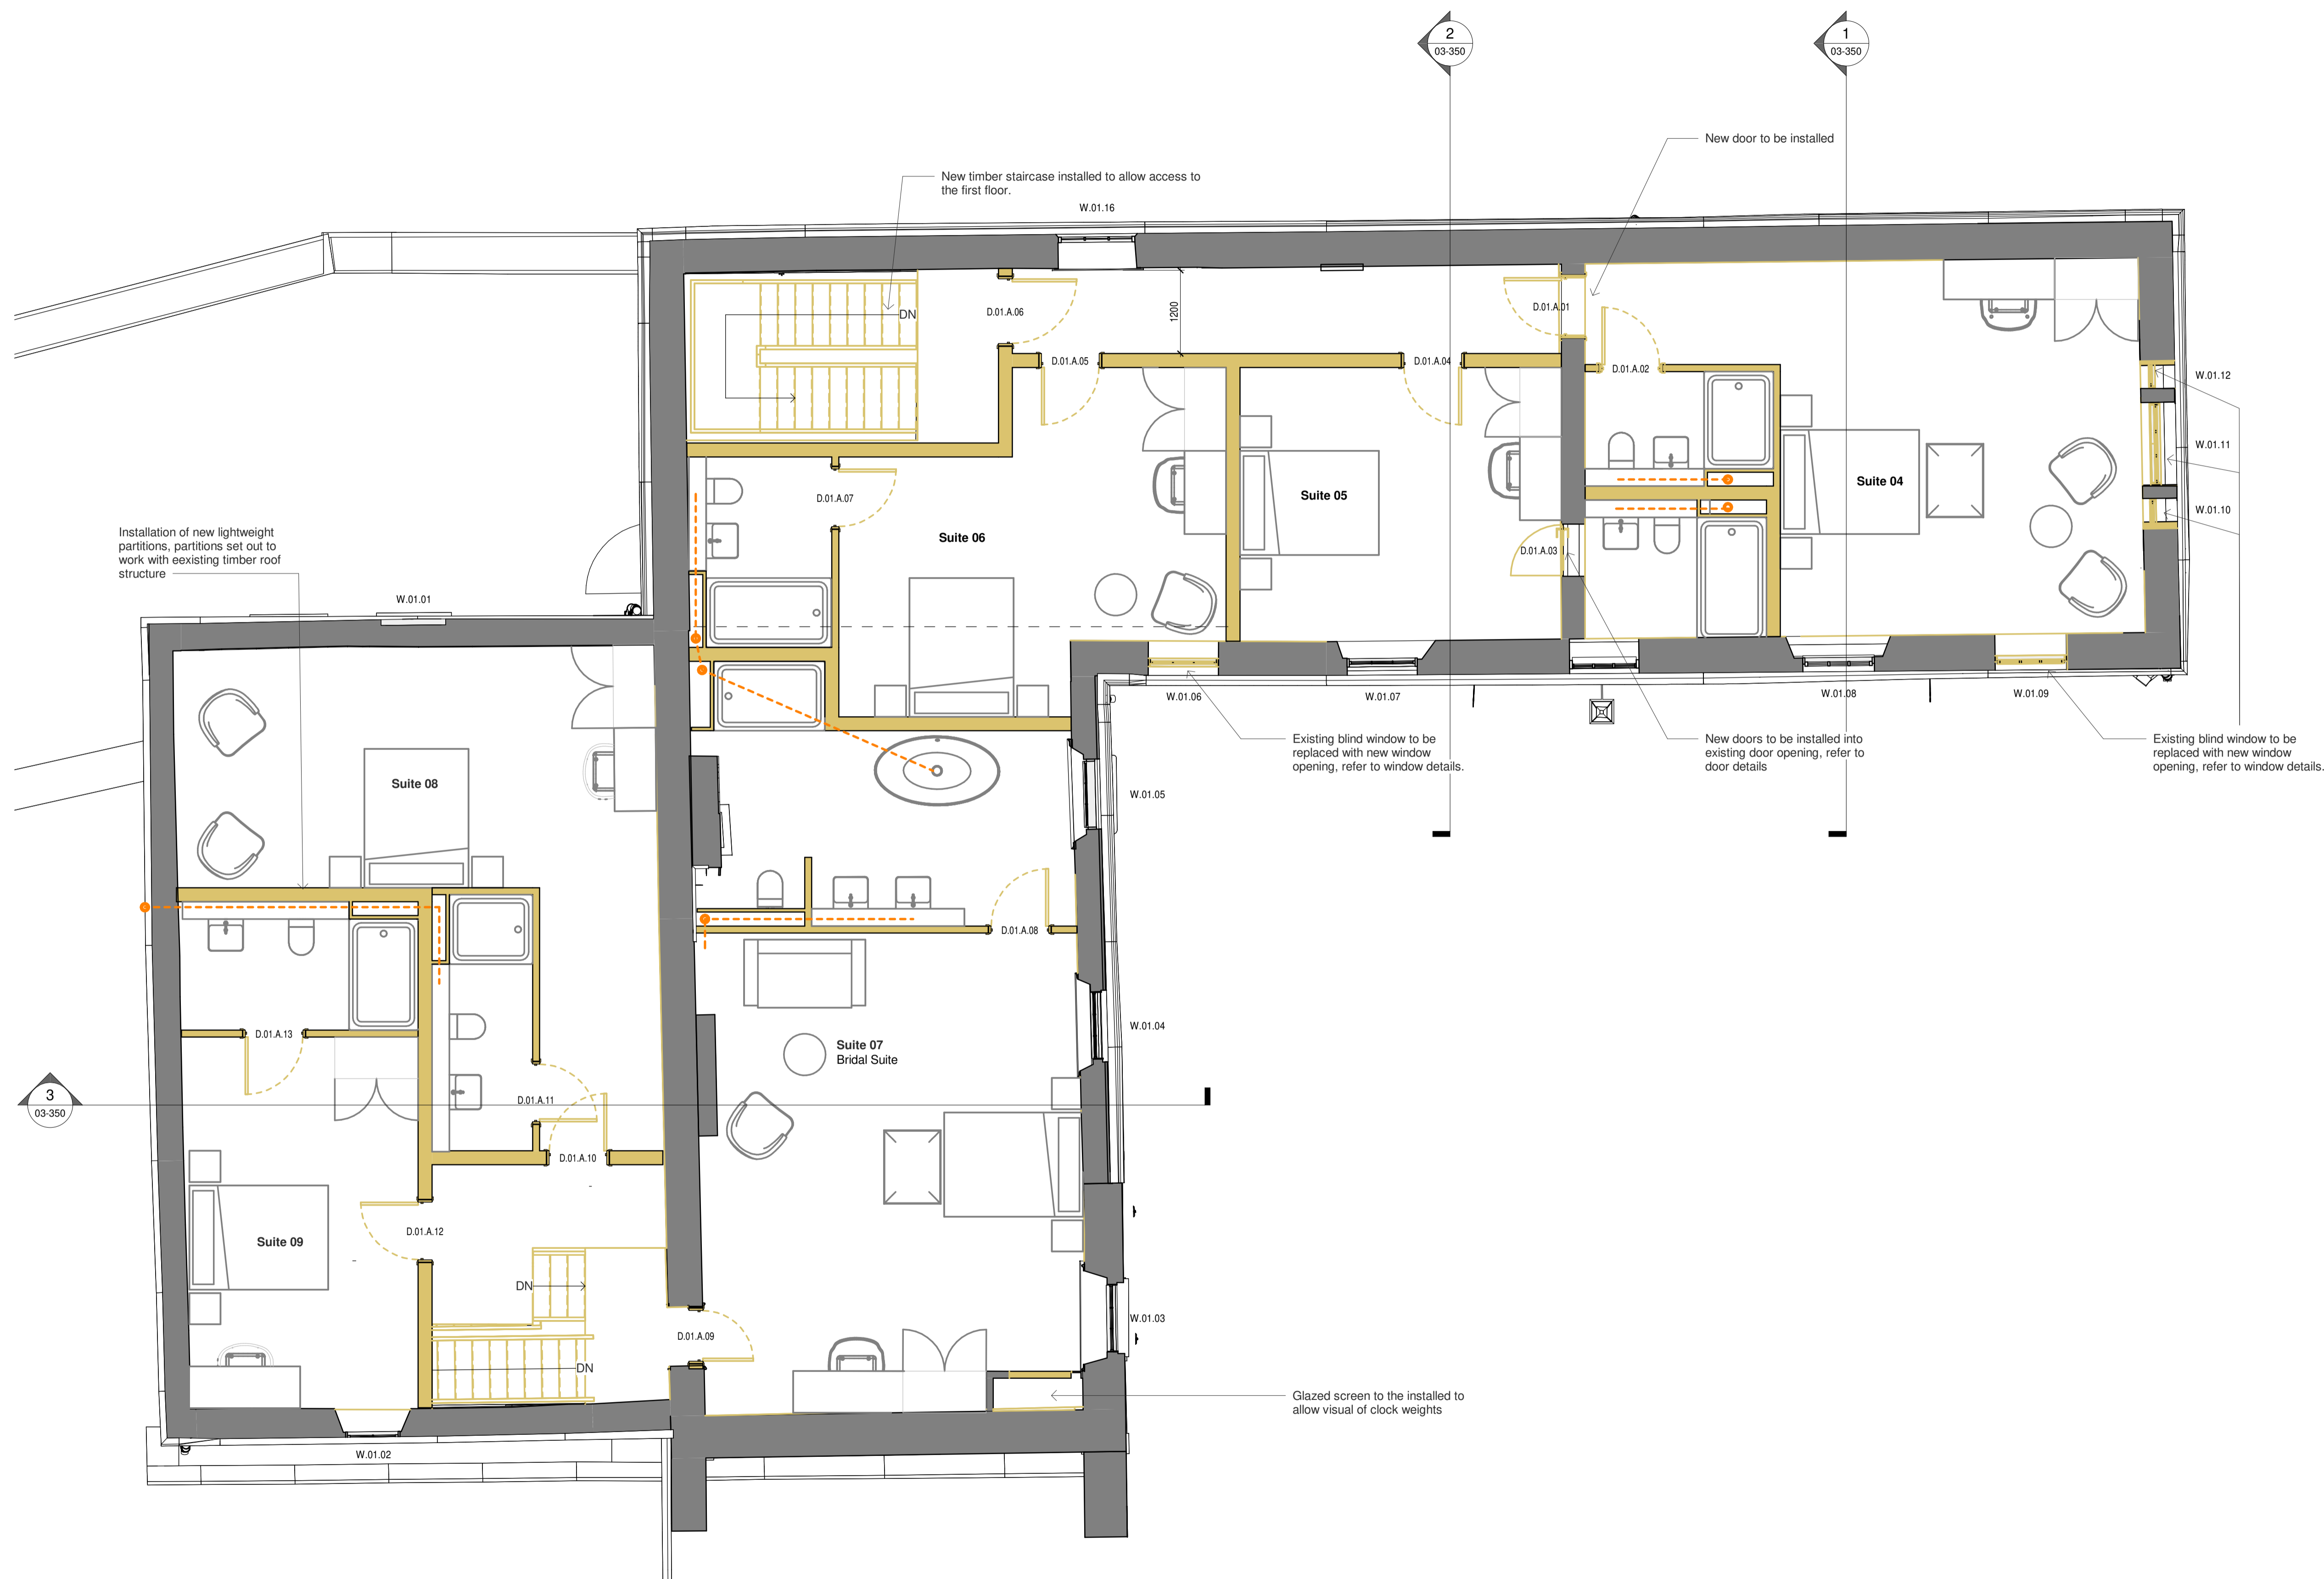 2
03-350
1
03-350
New door to be installed
New timber staircase installed to allow access to
the first floor.
W.01.16
DN
D.01.A.06
1200
D.01.A.01
D.01.A.05
D.01.A.04
D.01.A.02
W.01.12
W.01.11
W.01.10
Suite 04
Suite 05
Suite 06
D.01.A.07
D.01.A.03
Installation of new lightweight
partitions, partitions set out to
work with eexisting timber roof
structure
W.01.01
W.01.06
W.01.07
W.01.08
W.01.09
Existing blind window to be
replaced with new window
opening, refer to window details.
New doors to be installed into
existing door opening, refer to
door details
Existing blind window to be
replaced with new window
opening, refer to window details.
Suite 08
W.01.05
D.01.A.08
W.01.04
D.01.A.13
Suite 07
Bridal Suite
3
03-350
D.01.A.11
D.01.A.10
D.01.A.12
Suite 09
DN
W.01.03
D.01.A.09
DN
Glazed screen to the installed to
allow visual of clock weights
W.01.02